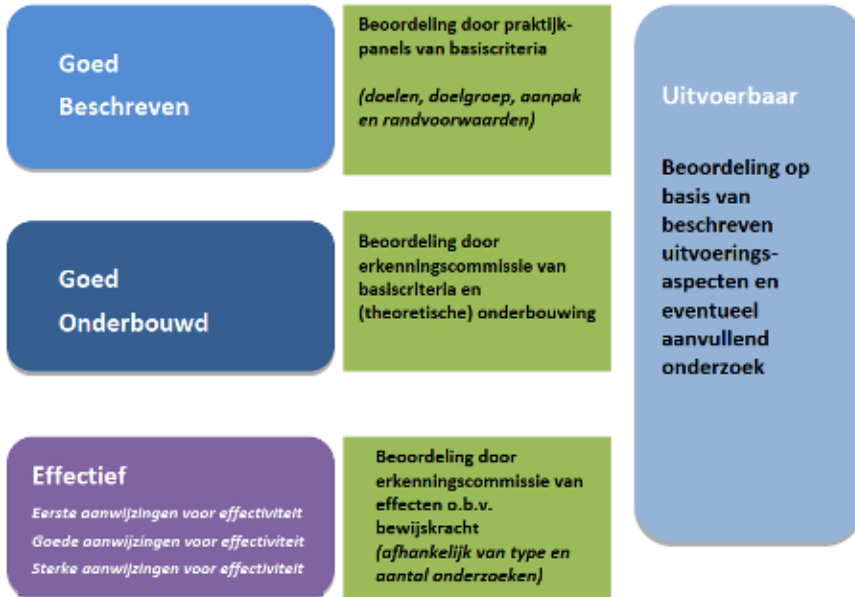 Goed
Beschreven
Beoordeling door praktijk-
panels van basiscriteria
(doelen, doelgroep, aanpak
en randvoorwaarden)
Goed
Onderbouwd
Beoordeling door
erkenningscommissie van
basiscriteria en
(theoretische) onderbouwing
Effectief
Eerste aanwijzingen voor effectiviteit
Goede aanwijzingen voor effectiviteit
Sterke aanwijzingen voor effectiviteit
Beoordeling door
erkenningscommissie van
effecten o.b.v.
bewijskracht
(afhankelijk van type en
aantal onderzoeken)
Uitvoerbaar
Beoordeling op
basis van
beschreven
uitvoerings-
aspecten en
eventueel
aanvullend
onderzoek